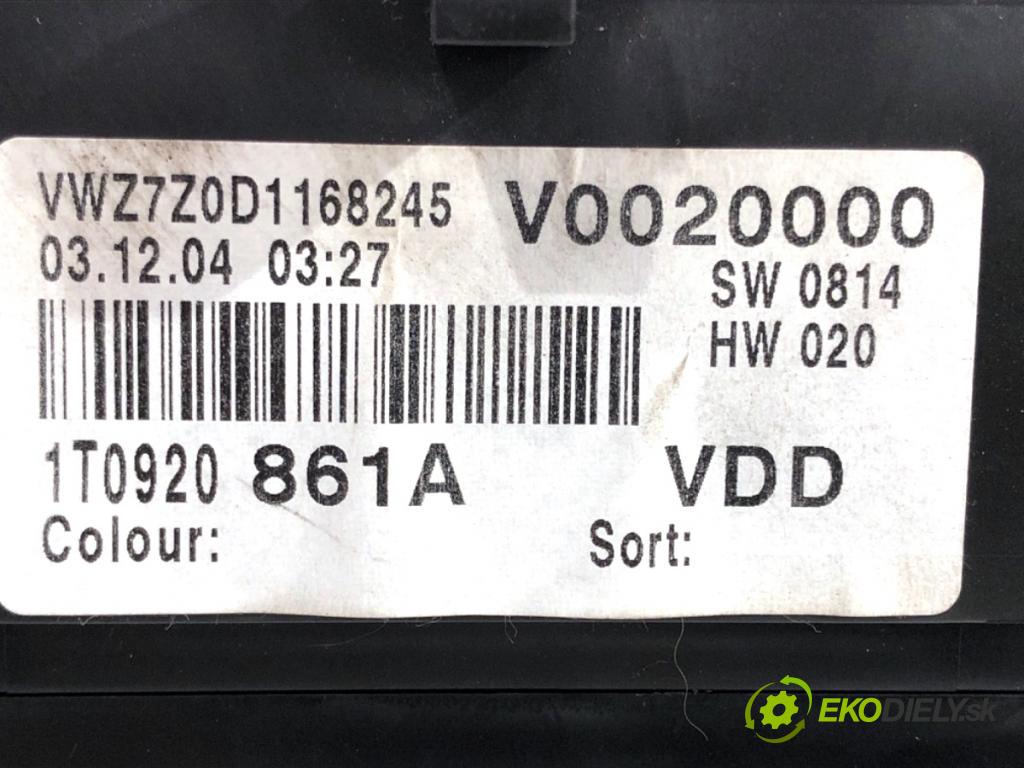 VWZ7Z0D1168245 V0020000
03.12.04 03:27 SW 0814
HW 020
1T0920 861A VDD
Colour: Sort:
EKODIELY.sk